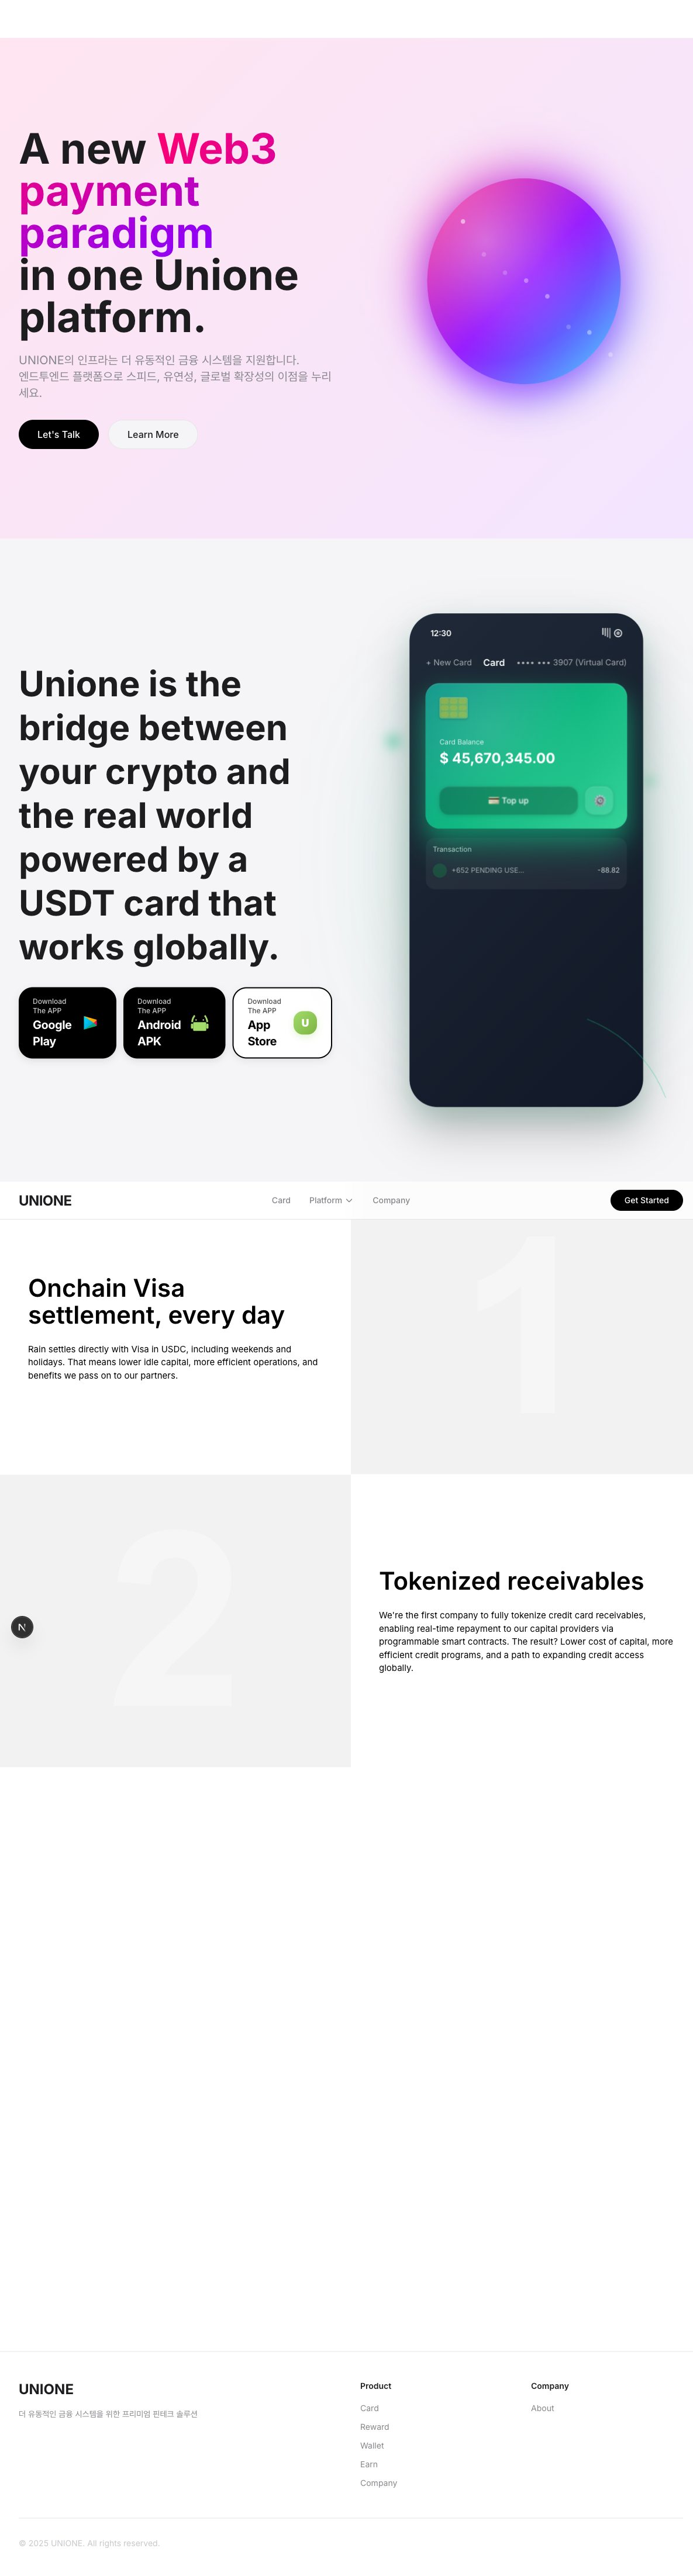 A new Web3
payment
paradigm
in one Unione
platform.
UNIONE의 인프라는 더 유동적인 금융 시스템을 지원합니다.
엔드투엔드 플랫폼으로 스피드, 유연성, 글로벌 확장성의 이점을 누리
세요.
Let's Talk
Learn More
12:30
+ New Card
Card
•••• ••• 3907 (Virtual Card)
Card Balance
$ 45,670,345.00
Top up
Transaction
+652 PENDING USE...
-88.82
Unione is the
bridge between
your crypto and
the real world
powered by a
USDT card that
works globally.
Download
The APP
Google
Play
Download
The APP
Android
APK
Download
The APP
App
Store
U
UNIONE
Card
Platform
Company
Get Started
Onchain Visa
settlement, every day
Rain settles directly with Visa in USDC, including weekends and
holidays. That means lower idle capital, more efficient operations, and
benefits we pass on to our partners.
1
2
N
Tokenized receivables
We're the first company to fully tokenize credit card receivables,
enabling real-time repayment to our capital providers via
programmable smart contracts. The result? Lower cost of capital, more
efficient credit programs, and a path to expanding credit access
globally.
UNIONE
더 유동적인 금융 시스템을 위한 프리미엄 핀테크 솔루션
Product
Card
Reward
Wallet
Earn
Company
Company
About
© 2025 UNIONE. All rights reserved.